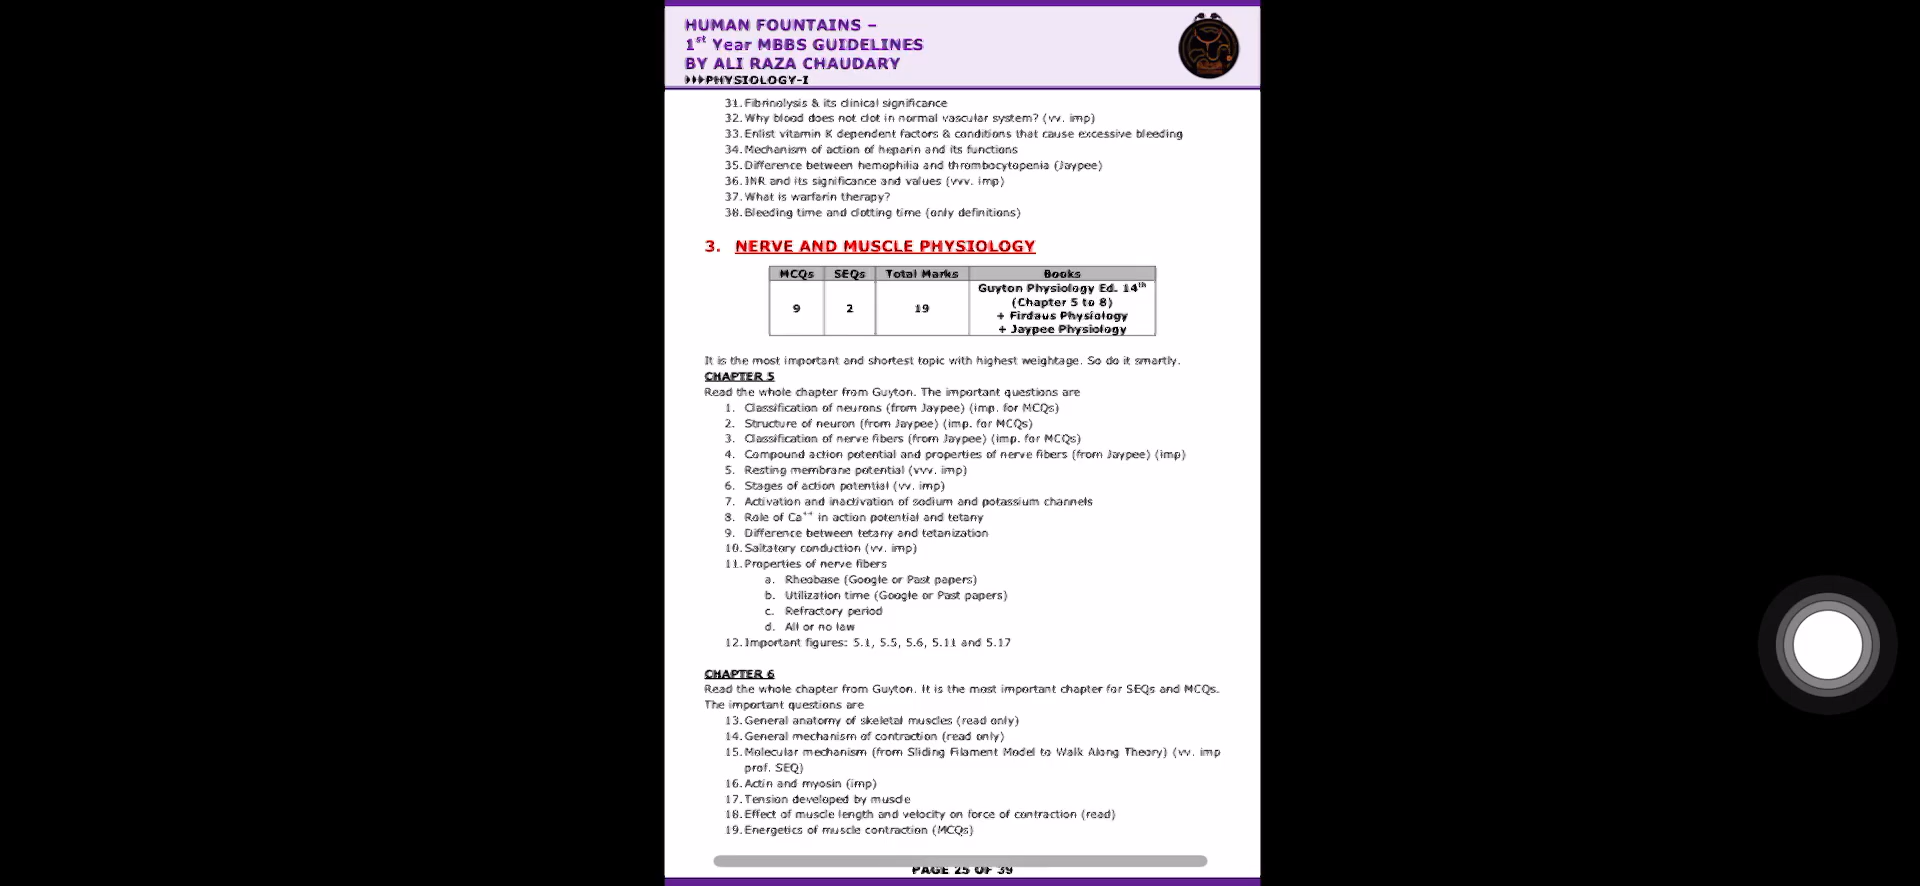 HUMAN FOUNTAINS –
1st Year MBBS GUIDELINES
BY ALI RAZA CHAUDARY
PHYSIOLOGY-I
31. Fibrinolysis & its clinical significance
32. Why blood does not clot in normal vascular system? (vv. imp)
33. Enlist vitamin K dependent factors & conditions that cause excessive bleeding
34. Mechanism of action of heparin and its functions
35. Difference between hemophilia and thrombocytopenia (Jaypee)
36. INR and its significance and values (vvv. imp)
37. What is warfarin therapy?
38. Bleeding time and clotting time (only definitions)
3. NERVE AND MUSCLE PHYSIOLOGY
MCQs SEQs Total Marks Books
9 2 19 Guyton Physiology Ed. 14th
(Chapter 5 to 8)
+ Firdaus Physiology
+ Jaypee Physiology
It is the most important and shortest topic with highest weightage. So do it smartly.
CHAPTER 5
Read the whole chapter from Guyton. The important questions are
1. Classification of neurons (from Jaypee) (imp. for MCQs)
2. Structure of neuron (from Jaypee) (imp. for MCQs)
3. Classification of nerve fibers (from Jaypee) (imp. for MCQs)
4. Compound action potential and properties of nerve fibers (from Jaypee) (imp)
5. Resting membrane potential (vvv. imp)
6. Stages of action potential (vv. imp)
7. Activation and inactivation of sodium and potassium channels
8. Role of Ca++ in action potential and tetany
9. Difference between tetany and tetanization
10. Saltatory conduction (vv. imp)
11. Properties of nerve fibers
a. Rheobase (Google or Past papers)
b. Utilization time (Google or Past papers)
c. Refractory period
d. All or no law
12. Important figures: 5.1, 5.5, 5.6, 5.11 and 5.17
CHAPTER 6
Read the whole chapter from Guyton. It is the most important chapter for SEQs and MCQs.
The important questions are
13. General anatomy of skeletal muscles (read only)
14. General mechanism of contraction (read only)
15. Molecular mechanism (from Sliding Filament Model to Walk Along Theory) (vv. imp
prof. SEQ)
16. Actin and myosin (imp)
17. Tension developed by muscle
18. Effect of muscle length and velocity on force of contraction (read)
19. Energetics of muscle contraction (MCQs)
PAGE 25 OF 39